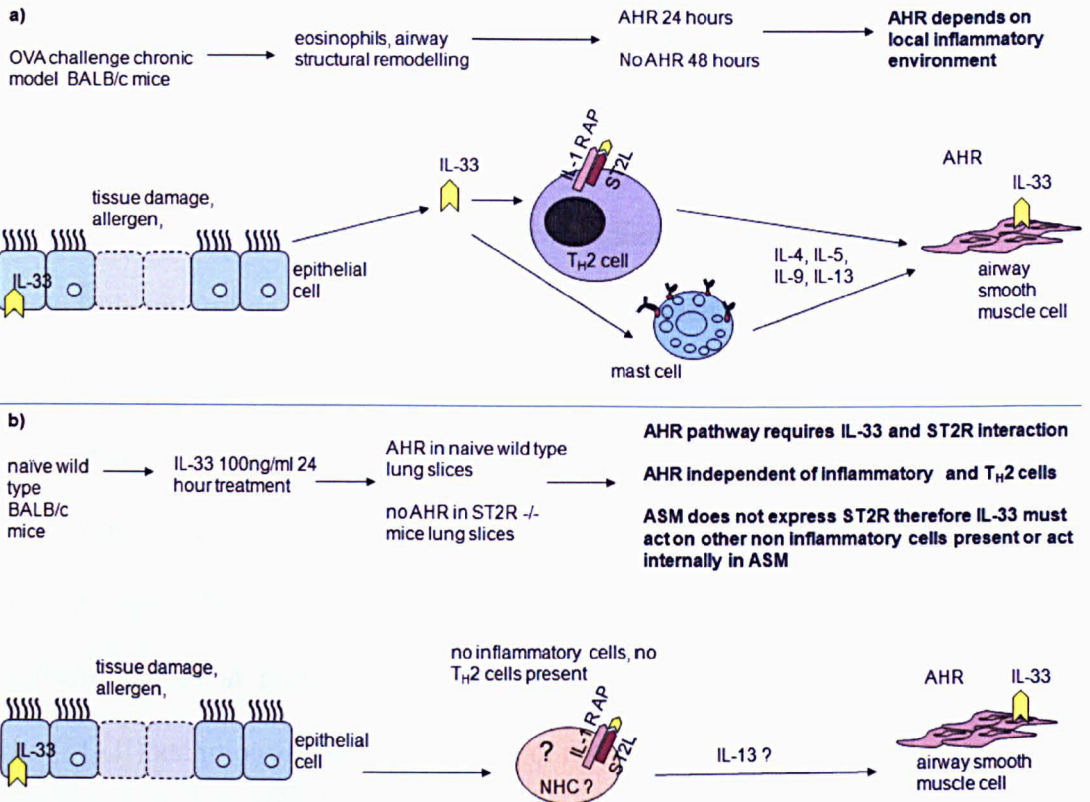 a)
OVA challenge chronic
model BALB/c mice
eosinophils, airway
structural remodelling
AHR 24 hours
No AHR 48 hours
AHR depends on
local inflammatory
environment
tissue damage,
allergen,
IL-33
epithelial
cell
IL-33
IL-1 R AP
ST2L
TH2 cell
mast cell
IL-4, IL-5,
IL-9, IL-13
AHR
IL-33
airway
smooth
muscle cell
b)
naïve wild
type
BALB/c
mice
IL-33 100ng/ml 24
hour treatment
AHR in naive wild type
lung slices
no AHR in ST2R -/-
mice lung slices
AHR pathway requires IL-33 and ST2R interaction
AHR independent of inflammatory and TH2 cells
ASM does not express ST2R therefore IL-33 must
act on other non inflammatory cells present or act
internally in ASM
tissue damage,
allergen,
IL-33
epithelial
cell
no inflammatory cells, no
TH2 cells present
IL-1 R AP
ST2L
?
NHC ?
IL-13 ?
AHR
IL-33
airway smooth
muscle cell